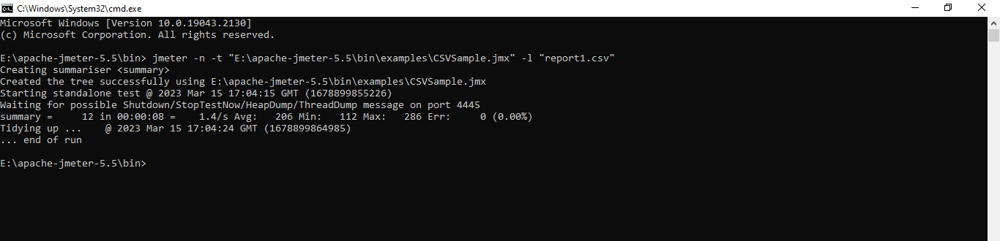 C:\Windows\System32\cmd.exe
Microsoft Windows [Version 10.0.19043.2130]
(c) Microsoft Corporation. All rights reserved.
E:\apache-jmeter-5.5\bin> jmeter -n -t "E:\apache-jmeter-5.5\bin\examples\CSVSample.jmx" -l "report1.csv"
Creating summariser <summary>
Created the tree successfully using E:\apache-jmeter-5.5\bin\examples\CSVSample.jmx
Starting standalone test @ 2023 Mar 15 17:04:15 GMT (1678899855226)
Waiting for possible Shutdown/StopTestNow/HeapDump/ThreadDump message on port 4445
summary =     12 in 00:00:08 =    1.4/s Avg:   206 Min:   112 Max:   286 Err:     0 (0.00%)
Tidying up ...    @ 2023 Mar 15 17:04:24 GMT (1678899864985)
... end of run
E:\apache-jmeter-5.5\bin>